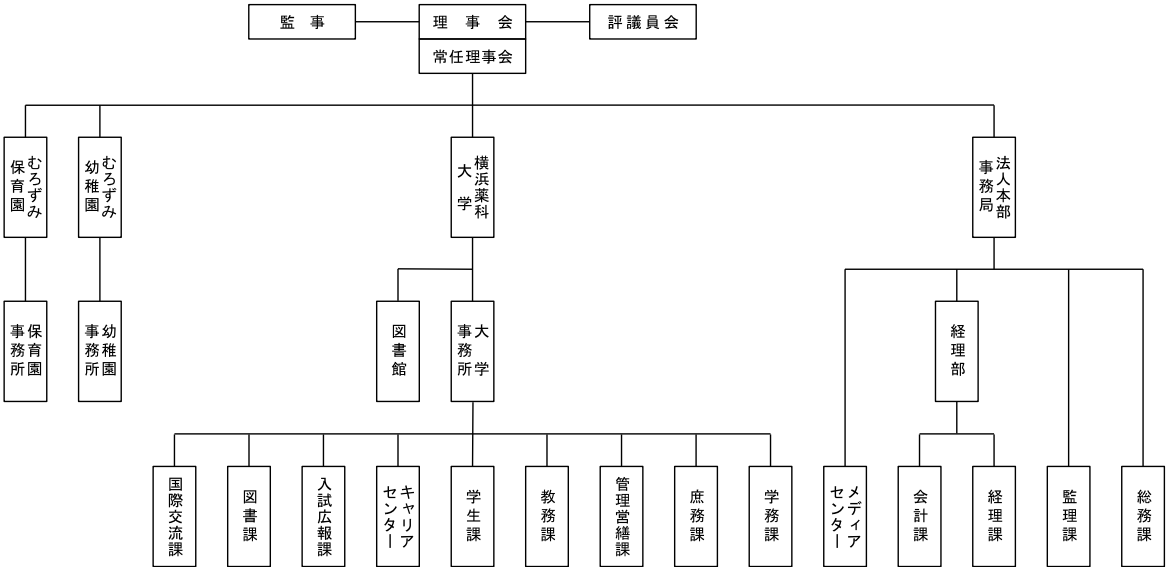 監事
理事会
評議員会
常任理事会
むろずみ
保育園
むろずみ
幼稚園
横浜薬科
大学
法人本部
事務局
保育園
事務所
幼稚園
事務所
図書館
大学
事務所
経理部
国際交流課
図書課
入試広報課
キャリア
センター
学生課
教務課
管理営繕課
庶務課
学務課
メディア
センター
会計課
経理課
監理課
総務課